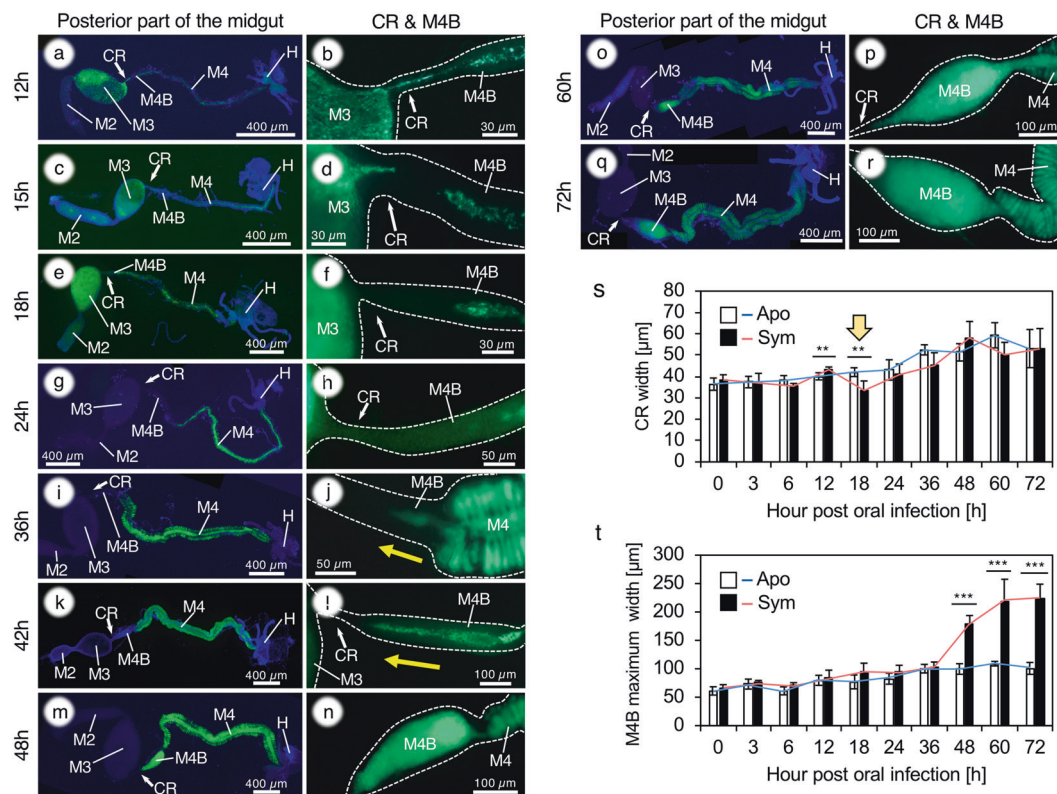 Posterior part of the midgut
CR & M4B
12h
a
CR
M4B
M4
H
M2
M3
400 µm
b
M3
M4B
CR
30 µm
15h
c
M3
CR
M4B
M4
H
M2
400 µm
d
M4B
M3
CR
30 µm
18h
e
M4B
M4
H
CR
M3
M2
400 µm
f
M4B
M3
CR
30 µm
24h
g
CR
H
M3
M4B
M4
M2
400 µm
h
CR
M4B
50 µm
36h
i
CR
M4
H
M4B
M2
M3
400 µm
j
M4B
M4
50 µm
42h
k
CR
M4
H
M4B
M2
M3
400 µm
l
M4B
CR
M3
100 µm
48h
m
M2
M4
H
M3
M4B
CR
400 µm
n
M4B
M4
100 µm
Posterior part of the midgut
CR & M4B
60h
o
M3
M4
H
M2
CR
M4B
400 µm
p
M4B
CR
M4
100 µm
72h
q
M2
M3
H
M4B
M4
CR
400 µm
r
M4
M4B
100 µm
s
CR width [µm]
80
70
60
50
40
30
20
10
0
Apo
Sym
** **
0 3 6 12 18 24 36 48 60 72
Hour post oral infection [h]
t
M4B maximum width [µm]
300
250
200
150
100
50
0
Apo
Sym
*** *** ***
0 3 6 12 18 24 36 48 60 72
Hour post oral infection [h]